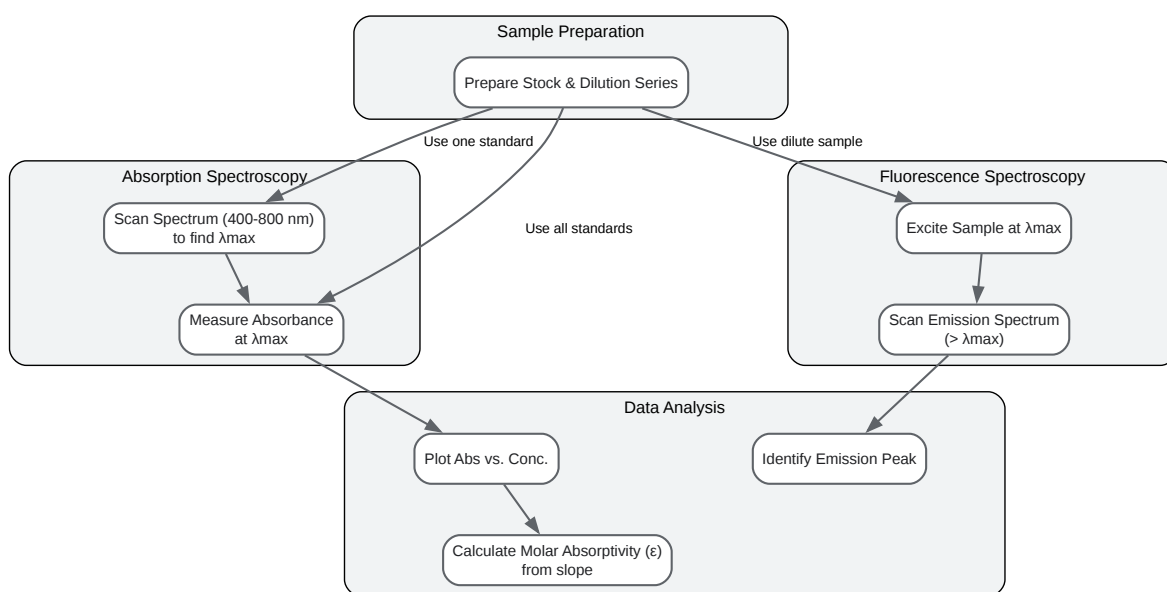 Sample Preparation
Prepare Stock & Dilution Series
Use one standard
Use dilute sample
Absorption Spectroscopy
Fluorescence Spectroscopy
Scan Spectrum (400-800 nm)
to find λmax
Use all standards
Excite Sample at λmax
Measure Absorbance
at λmax
Scan Emission Spectrum
(> λmax)
Data Analysis
Plot Abs vs. Conc.
Identify Emission Peak
Calculate Molar Absorptivity (ε)
from slope